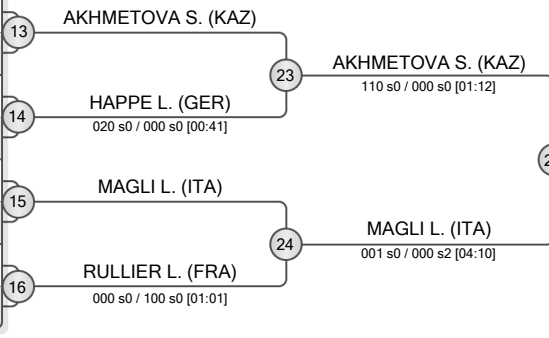 AKHMETOVA S. (KAZ)
13
23
AKHMETOVA S. (KAZ)
110 s0 / 000 s0 [01:12]
HAPPE L. (GER)
14
020 s0 / 000 s0 [00:41]
MAGLI L. (ITA)
15
24
MAGLI L. (ITA)
001 s0 / 000 s2 [04:10]
RULLIER L. (FRA)
16
000 s0 / 100 s0 [01:01]